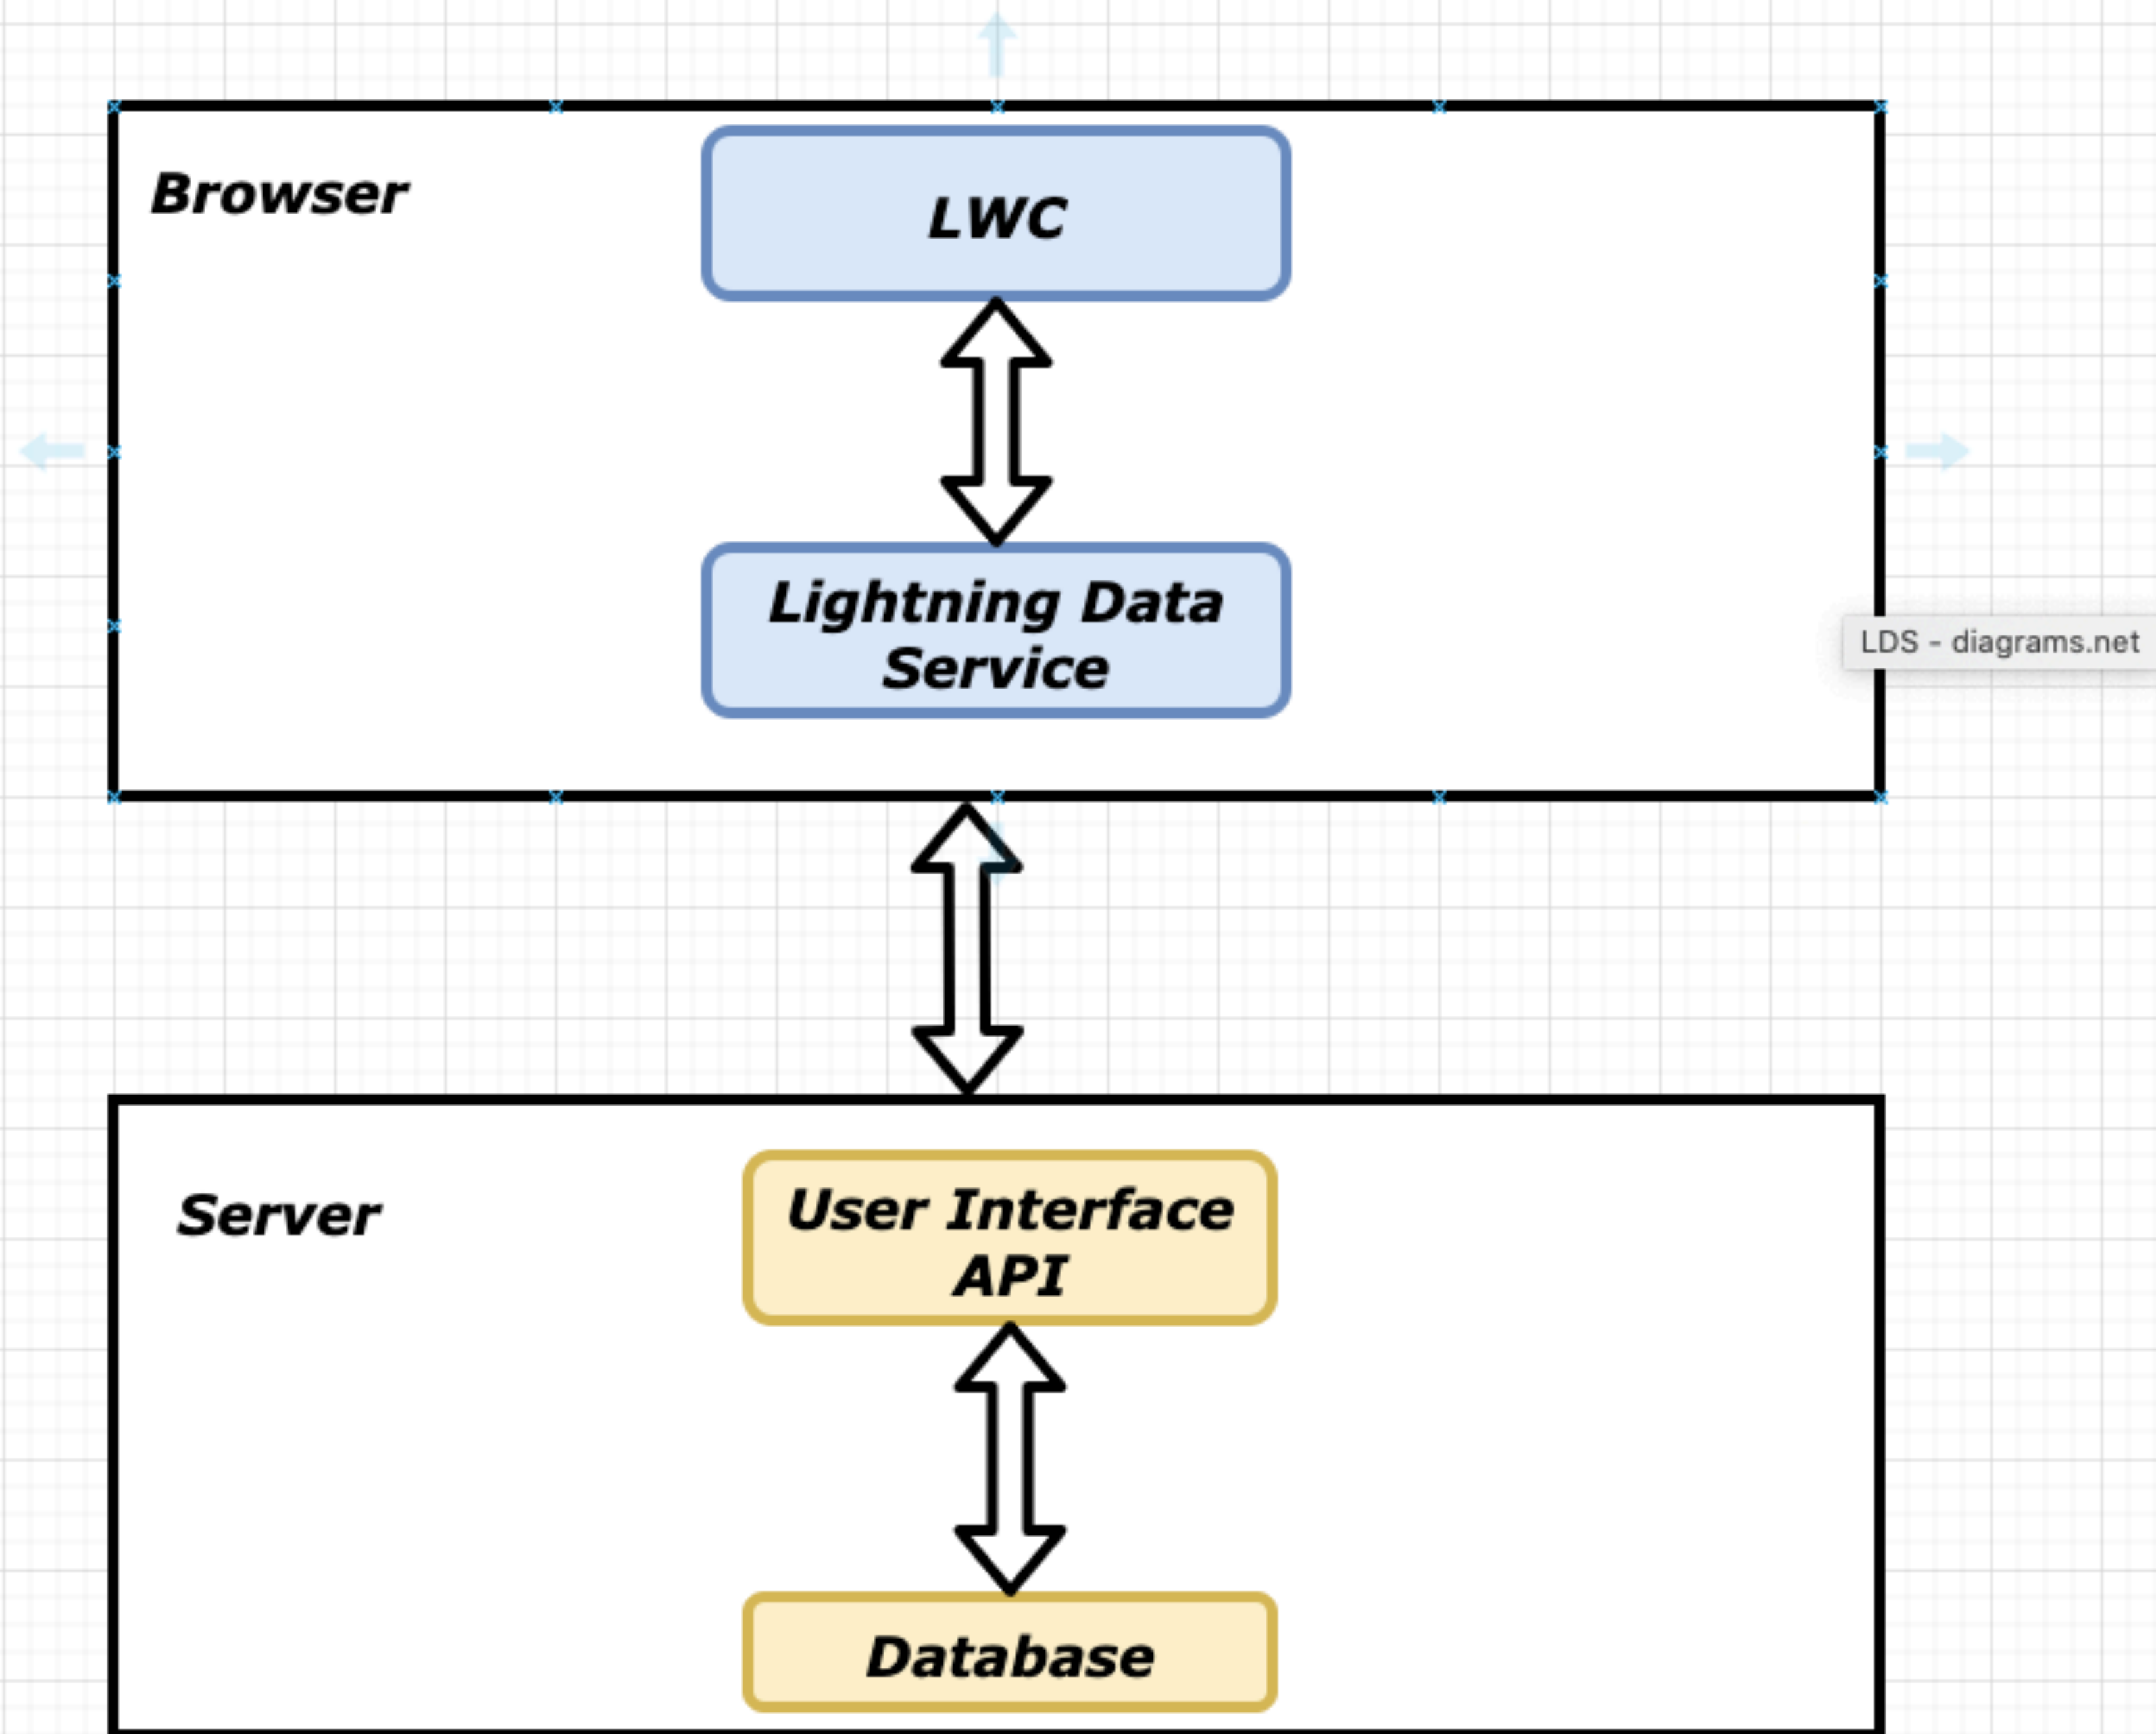 Browser
LWC
Lightning Data
Service
LDS - diagrams.net
Server
User Interface
API
Database